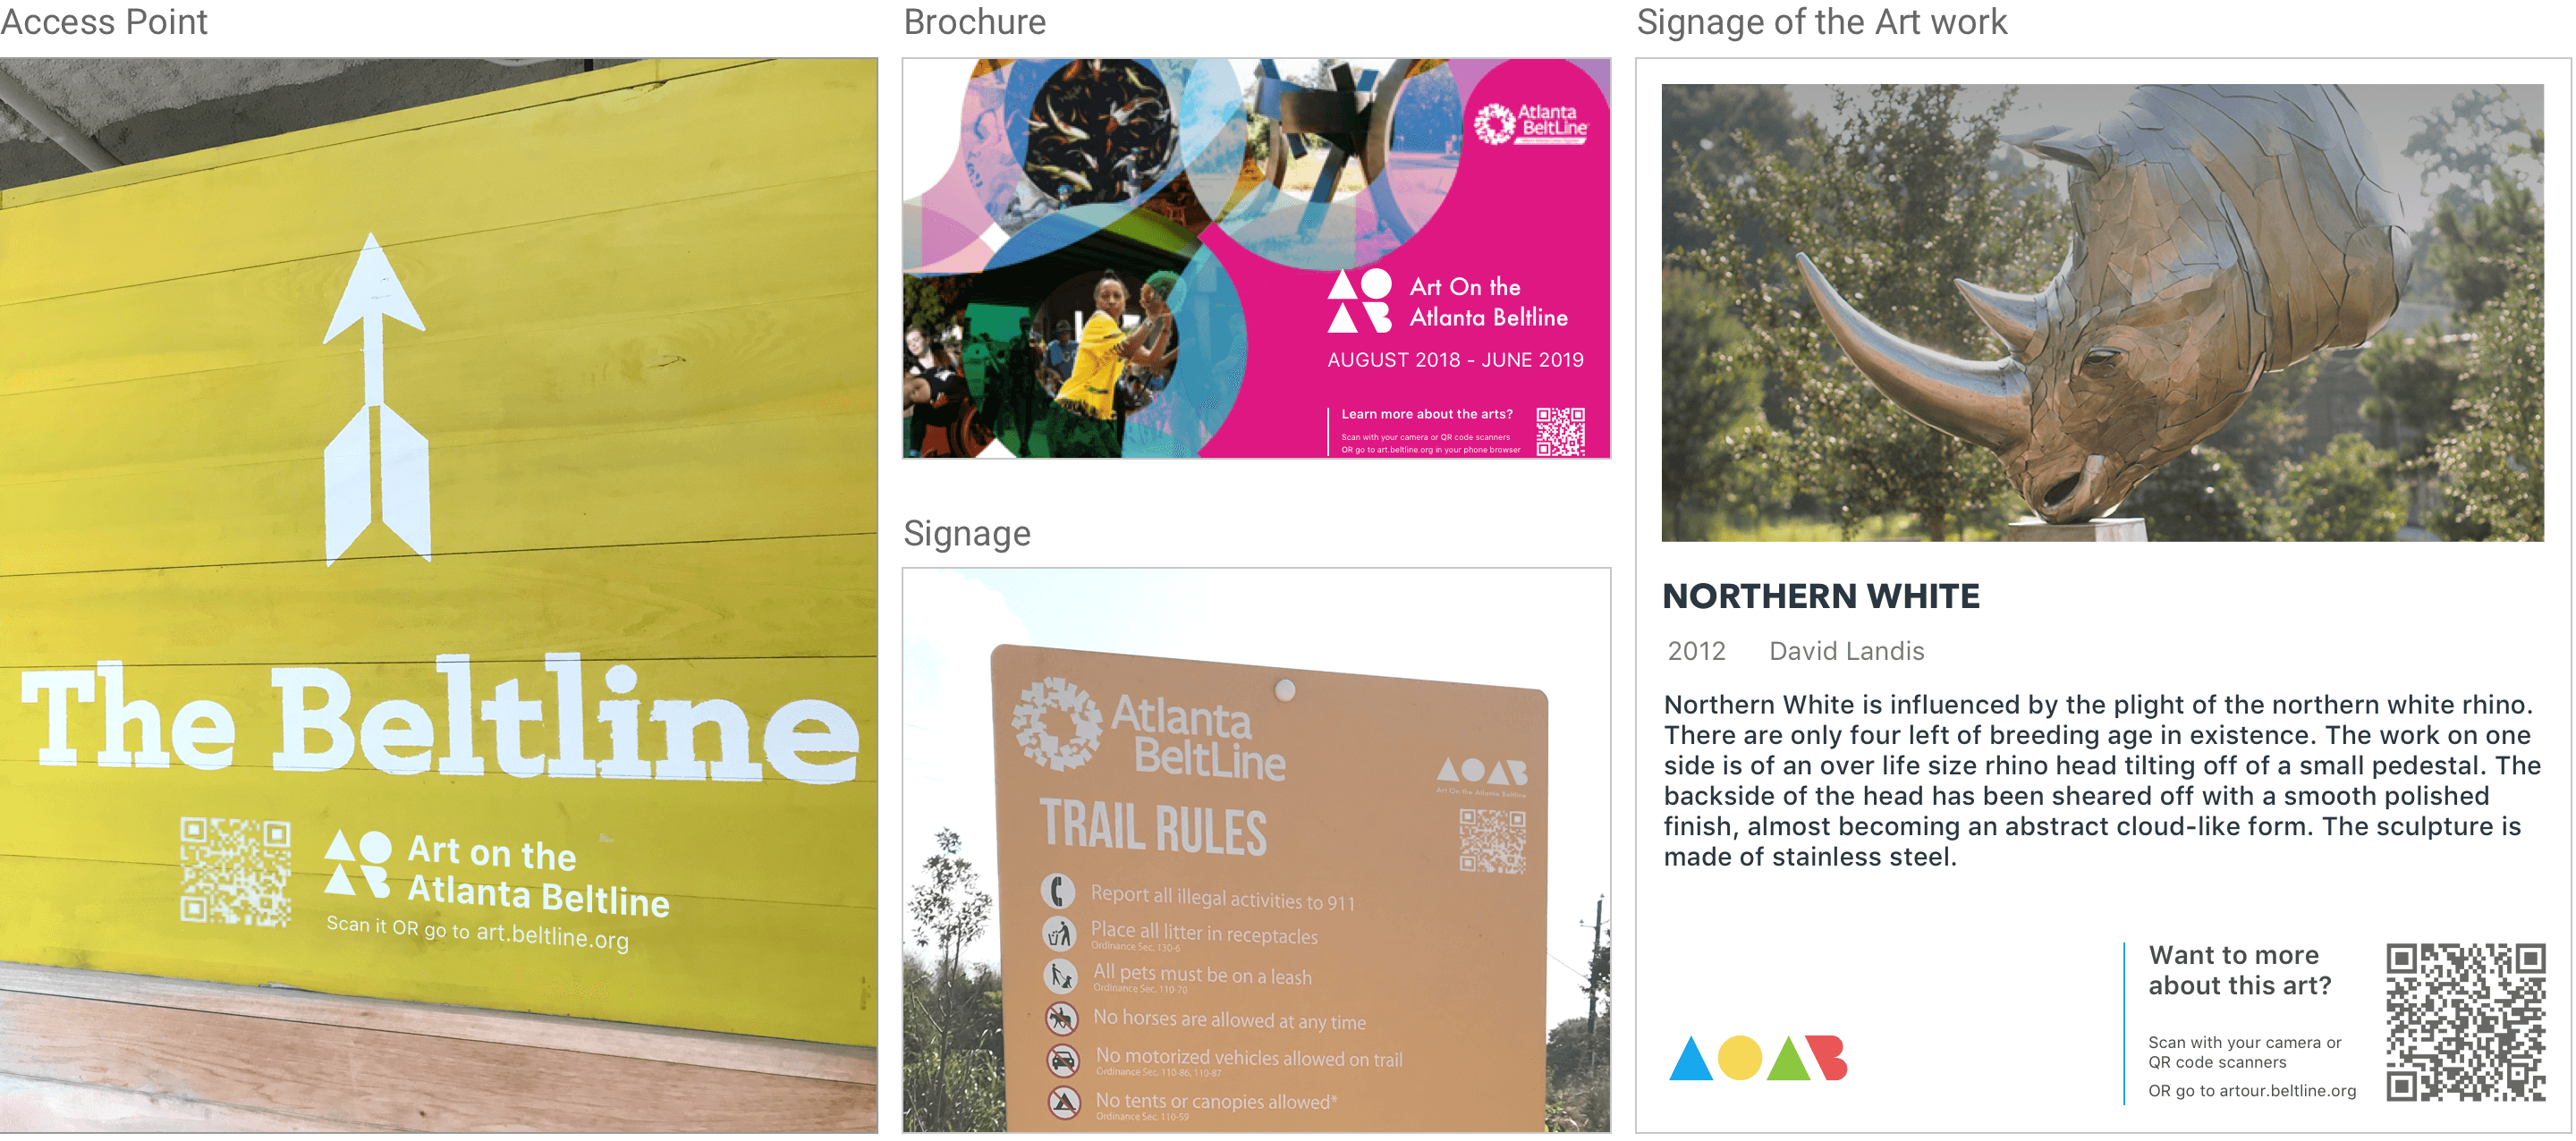 Access Point
The Beltline
Art on the
Atlanta Beltline
Scan it OR go to art.beltline.org
Brochure
Atlanta
BeltLine
Art On the
Atlanta Beltline
AUGUST 2018 - JUNE 2019
Learn more about the arts?
Scan with your camera or QR code scanners
OR go to art.beltline.org in your phone browser
Signage
Atlanta
BeltLine
AOAB
Art On the Atlanta Beltline
TRAIL RULES
Report all illegal activities to 911
Place all litter in receptacles
Ordinance Sec. 130-6
All pets must be on a leash
Ordinance Sec. 110-70
No horses are allowed at any time
No motorized vehicles allowed on trail
Ordinance Sec. 110-86, 110-87
No tents or canopies allowed*
Ordinance Sec. 110-59
Signage of the Art work
NORTHERN WHITE
2012 David Landis
Northern White is influenced by the plight of the northern white rhino.
There are only four left of breeding age in existence. The work on one
side is of an over life size rhino head tilting off of a small pedestal. The
backside of the head has been sheared off with a smooth polished
finish, almost becoming an abstract cloud-like form. The sculpture is
made of stainless steel.
Want to more
about this art?
Scan with your camera or
QR code scanners
OR go to artour.beltline.org
AOAB